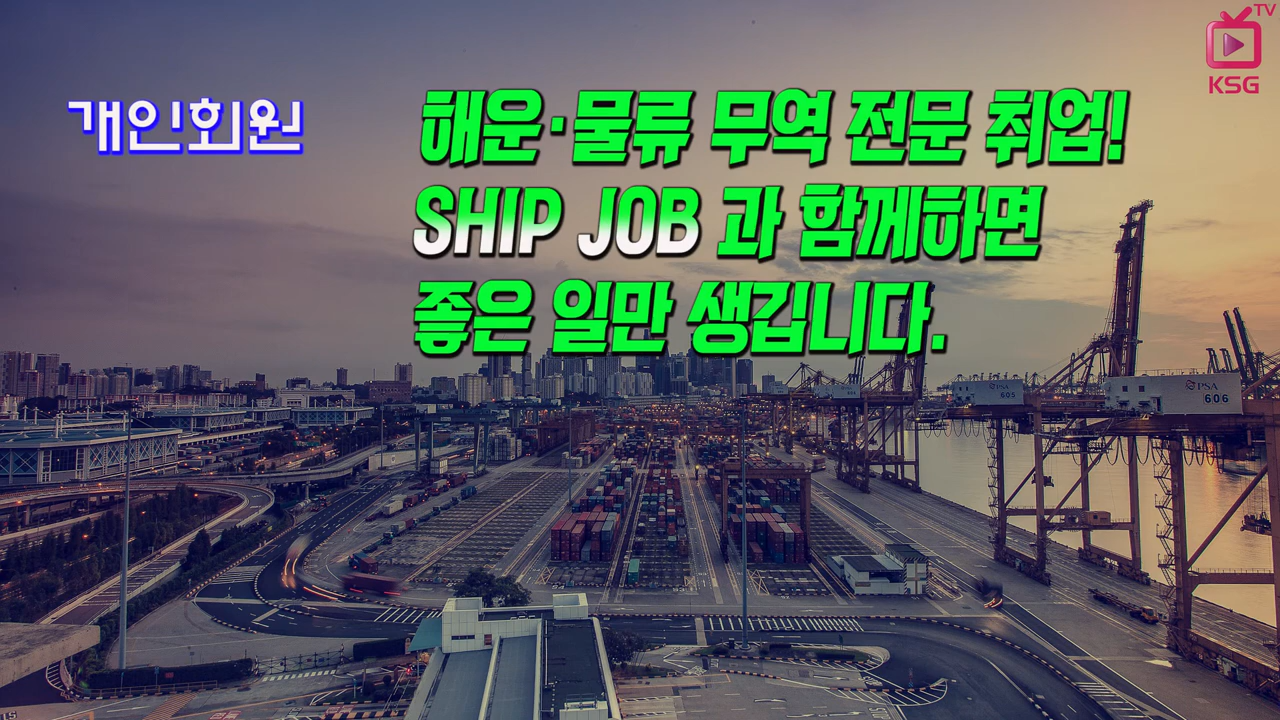 TV
KSG
개인회원
해운·물류 무역 전문 취업!
SHIP JOB 과 함께하면
좋은 일만 생깁니다.
PSA
605
PSA
606